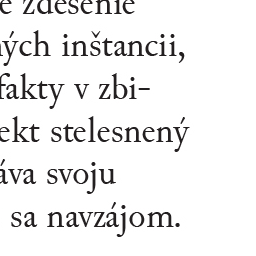 e zdesenie
ných inštancii,
fakty v zbi-
ekt stelesnený
áva svoju
sa navzájom.